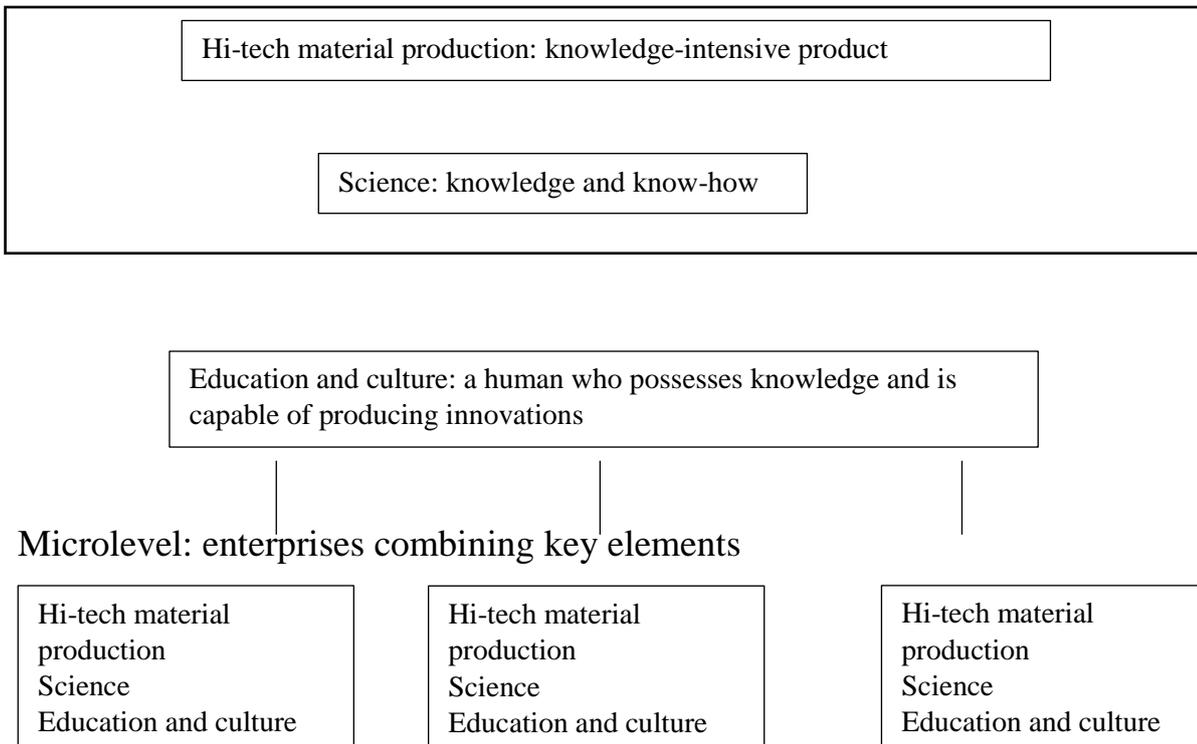 Hi-tech material production: knowledge-intensive product
Science: knowledge and know-how
Education and culture: a human who possesses knowledge and is
capable of producing innovations
Microlevel: enterprises combining key elements
Hi-tech material
production
Science
Education and culture
Hi-tech material
production
Science
Education and culture
Hi-tech material
production
Science
Education and culture